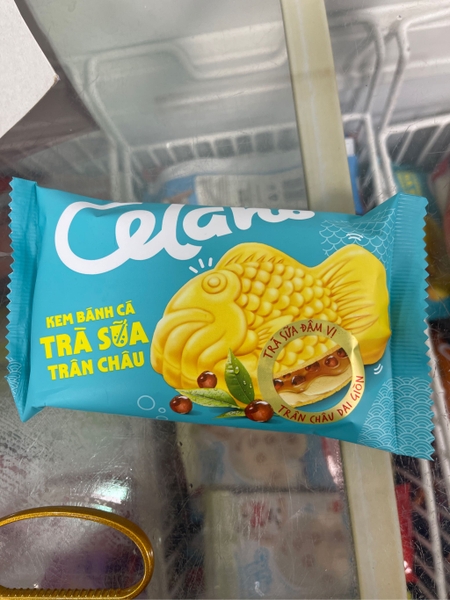 Celano
KEM BÁNH CÁ
TRÀ SỮA
TRÂN CHÂU
TRÀ SỮA ĐẬM VỊ
TRÂN CHÂU DAI GIÒN